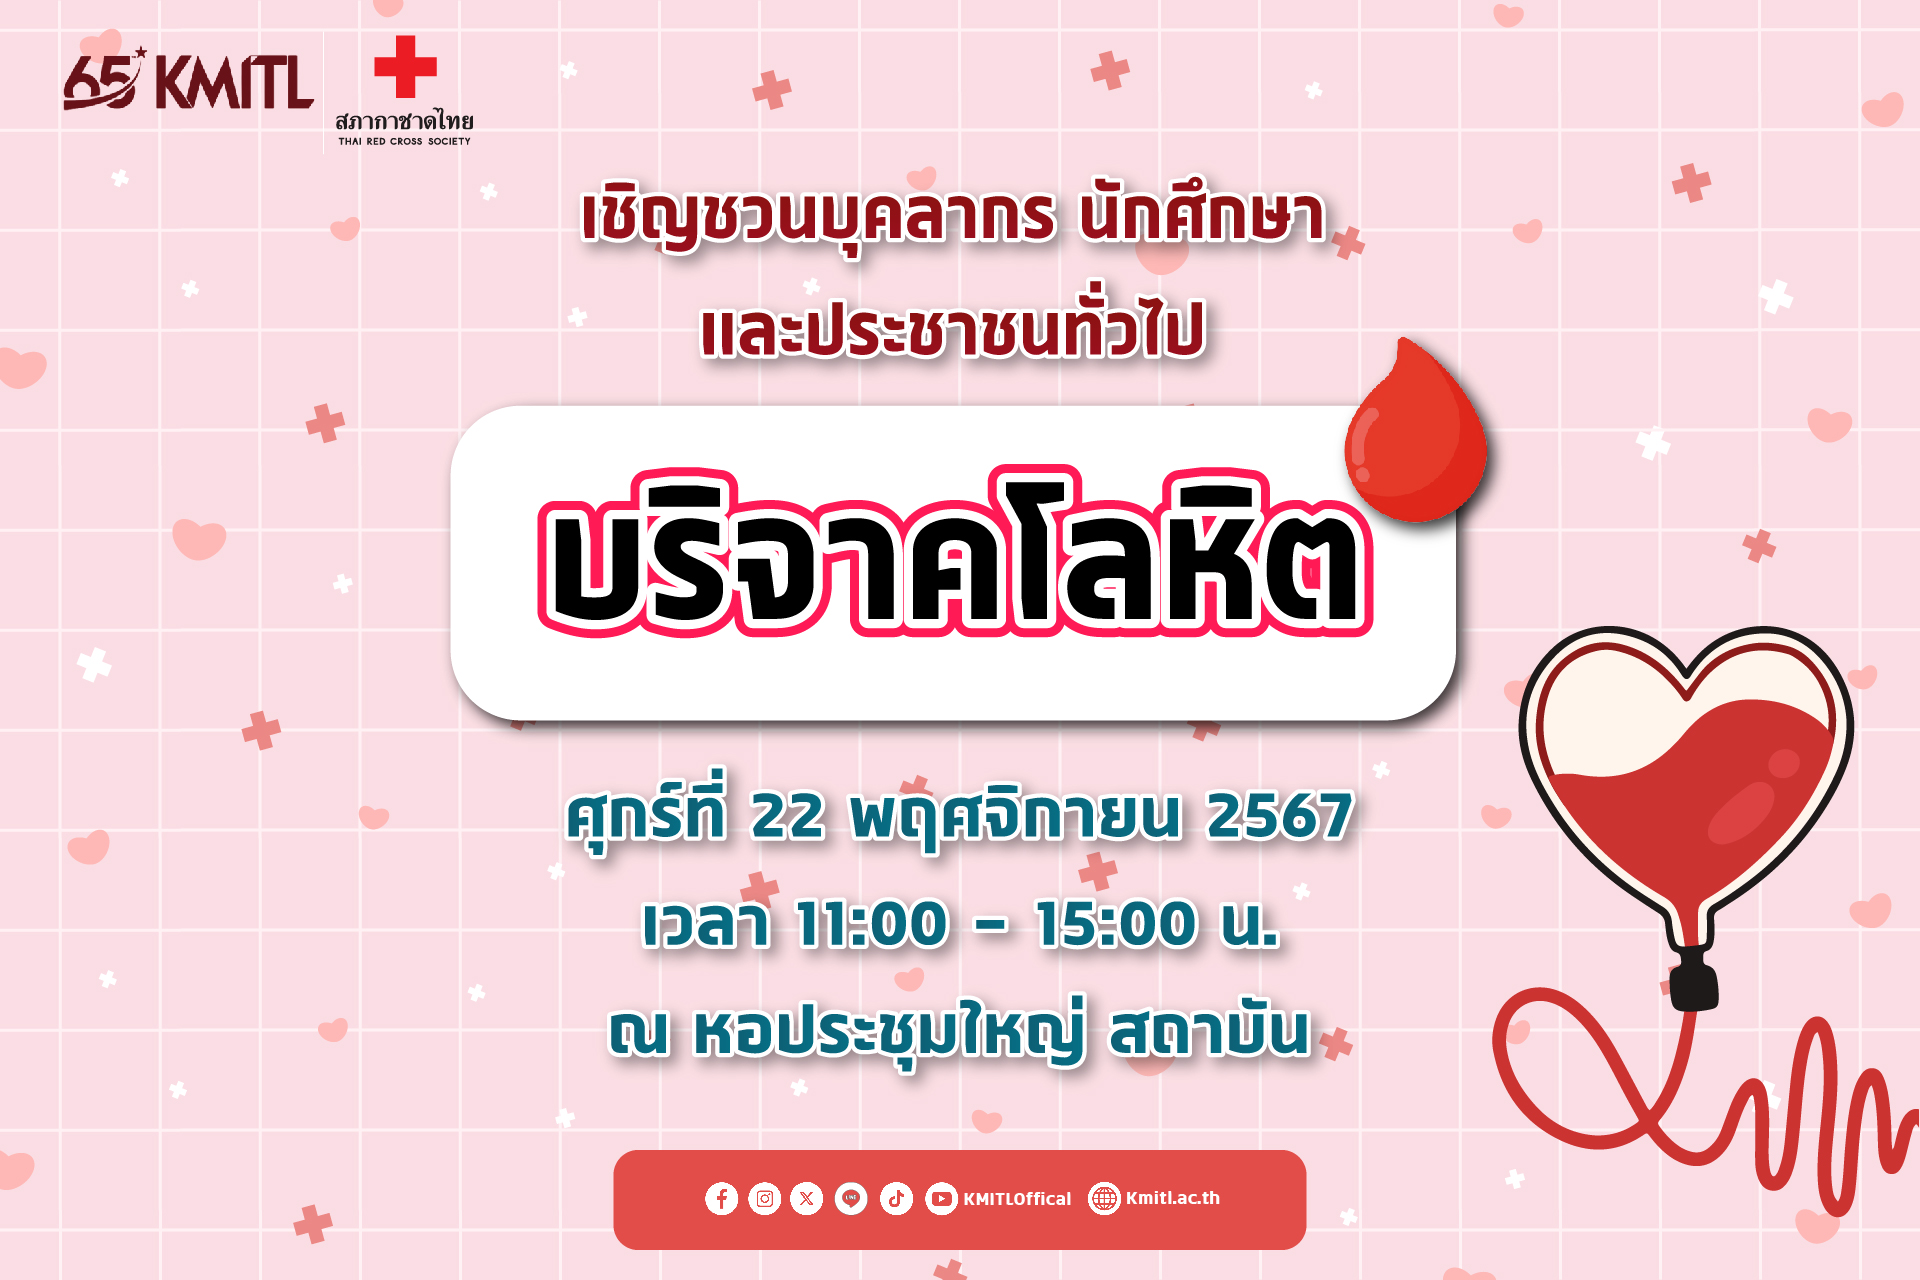 65 KMITL
สภากาชาดไทย
THAI RED CROSS SOCIETY
เชิญชวนบุคลากร นักศึกษา
และประชาชนทั่วไป
บริจาคโลหิต
ศุกร์ที่ 22 พฤศจิกายน 2567
เวลา 11:00 – 15:00 น.
ณ หอประชุมใหญ่ สถาบัน
LINE KMITLOffical Kmitl.ac.th